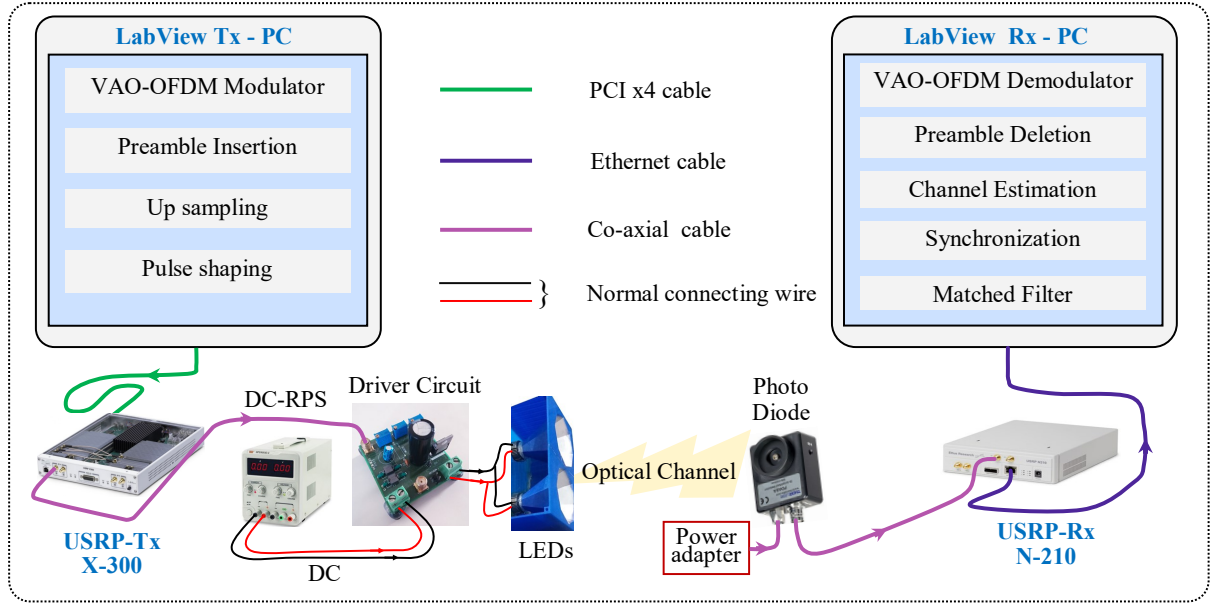 LabView Tx - PC
VAO-OFDM Modulator
Preamble Insertion
Up sampling
Pulse shaping
PCI x4 cable
Ethernet cable
Co-axial cable
Normal connecting wire
LabView Rx - PC
VAO-OFDM Demodulator
Preamble Deletion
Channel Estimation
Synchronization
Matched Filter
USRP-Tx
X-300
DC-RPS
DC
Driver Circuit
LEDs
Optical Channel
Photo
Diode
Power
adapter
USRP-Rx
N-210